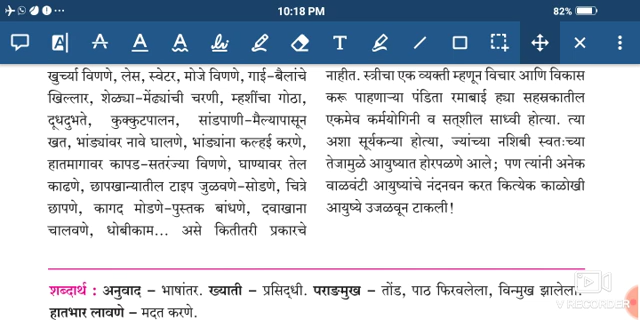 10:18 PM
82%
खुर्च्या विणणे, लेस, स्वेटर, मोजे विणणे, गाई-बैलांचे
खिल्लार, शेळ्या-मेंढ्यांची चरणी, म्हशींचा गोठा,
दूधदुभते, कुक्कुटपालन, सांडपाणी-मैल्यापासून
खत, भांड्यांवर नावे घालणे, भांड्यांना कल्हई करणे,
हातमागावर कापड-सतरंज्या विणणे, घाण्यावर तेल
काढणे, छापखान्यातील टाइप जुळवणे-सोडणे, चित्रे
छापणे, कागद मोडणे-पुस्तक बांधणे, दवाखाना
चालवणे, धोबीकाम... असे कितीतरी प्रकारचे
नाहीत. स्त्रीचा एक व्यक्ती म्हणून विचार आणि विकास
करू पाहणाऱ्या पंडिता रमाबाई ह्या सहस्रकातील
एकमेव कर्मयोगिनी व सत्शील साध्वी होत्या. त्या
अशा सूर्यकन्या होत्या, ज्यांच्या नशिबी स्वतःच्या
तेजामुळे आयुष्यात होरपळणे आले; पण त्यांनी अनेक
वाळवंटी आयुष्यांचे नंदनवन करत कित्येक काळोखी
आयुष्ये उजळवून टाकली!
शब्दार्थ : अनुवाद – भाषांतर. ख्याती – प्रसिद्धी. पराङमुख – तोंड, पाठ फिरवलेला, विन्मुख झालेला.
हातभार लावणे – मदत करणे.
RECORDER